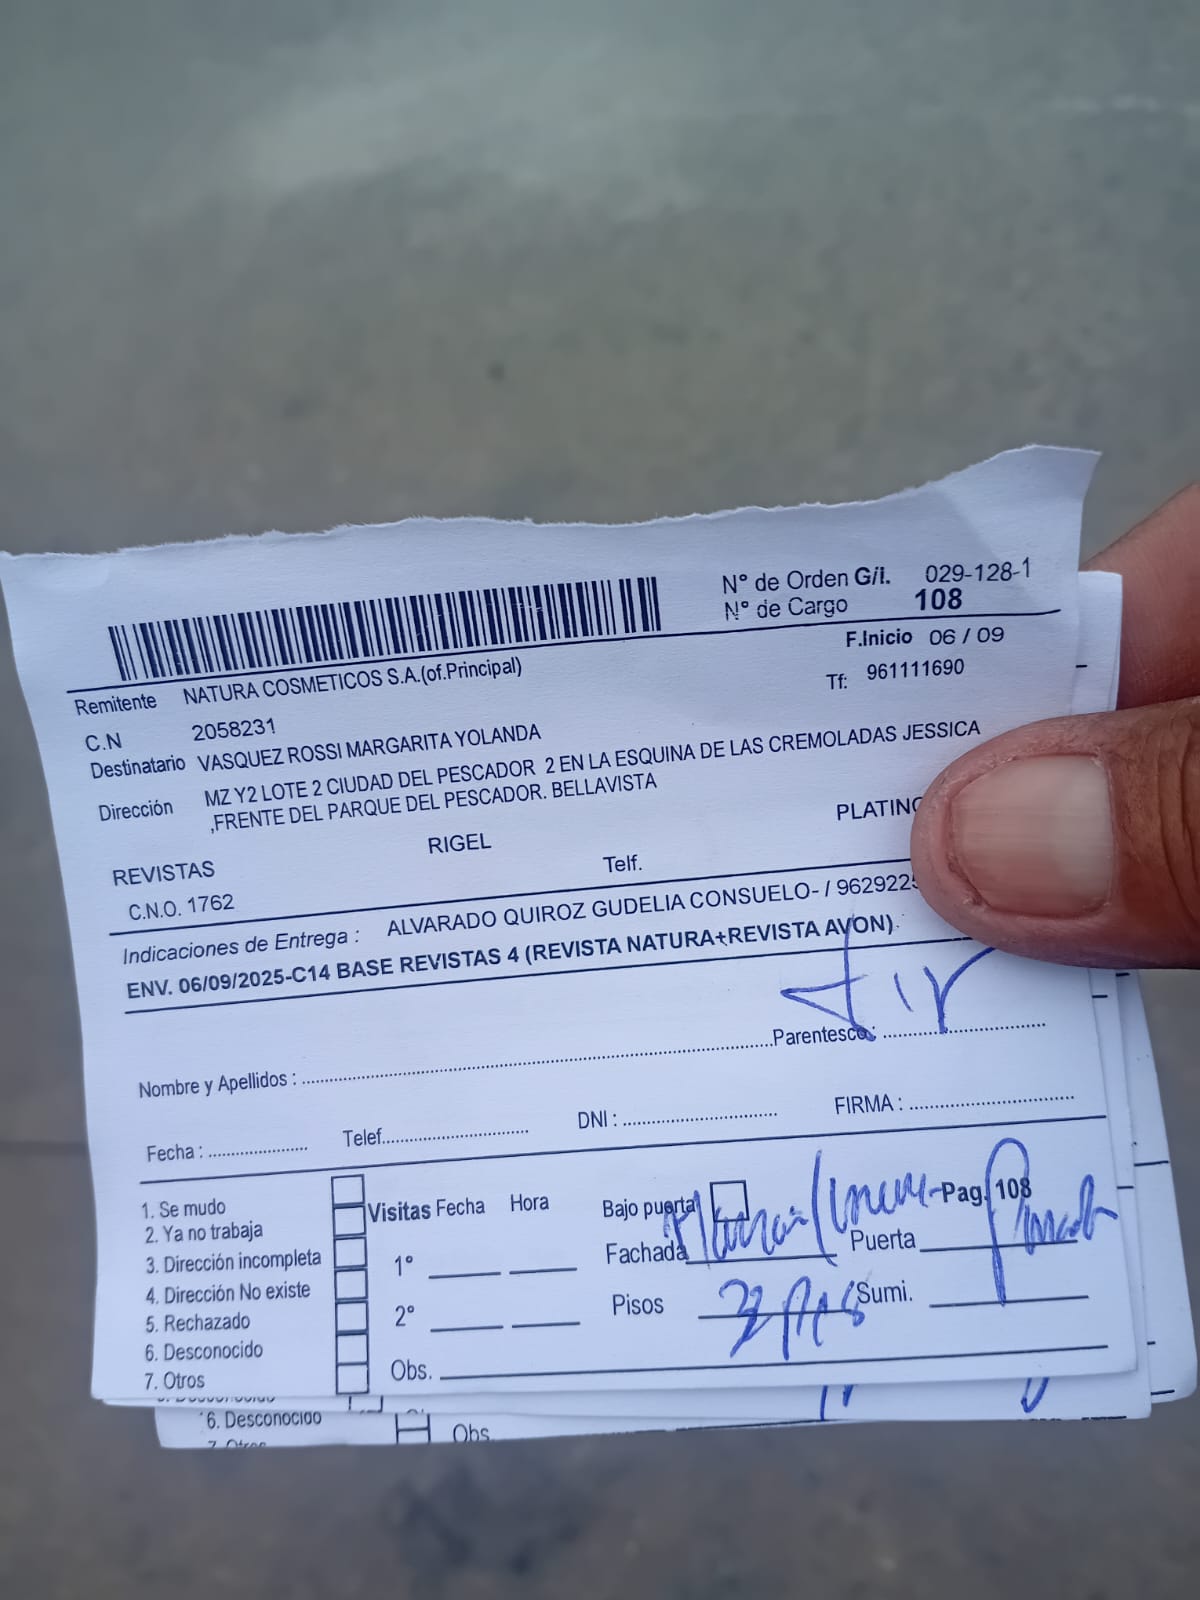 N° de Orden G/l. 029-128-1
N° de Cargo 108
F.Inicio 06 / 09
Remitente NATURA COSMETICOS S.A.(of.Principal)
Tf: 961111690
C.N 2058231
Destinatario VASQUEZ ROSSI MARGARITA YOLANDA
Dirección MZ Y2 LOTE 2 CIUDAD DEL PESCADOR 2 EN LA ESQUINA DE LAS CREMOLADAS JESSICA
,FRENTE DEL PARQUE DEL PESCADOR. BELLAVISTA
REVISTAS RIGEL PLATINO
C.N.O. 1762 Telf.
Indicaciones de Entrega : ALVARADO QUIROZ GUDELIA CONSUELO- / 962922
ENV. 06/09/2025-C14 BASE REVISTAS 4 (REVISTA NATURA+REVISTA AVON)
Nombre y Apellidos : Parentesco :
Fecha : Telef. DNI : FIRMA :
1. Se mudo
2. Ya no trabaja
3. Dirección incompleta
4. Dirección No existe
5. Rechazado
6. Desconocido
7. Otros
Visitas Fecha Hora
1°
2°
Obs.
Bajo puerta -Pag. 108
Fachada Puerta
Pisos Sumi.
6. Desconocido
7. Otros
Obs.